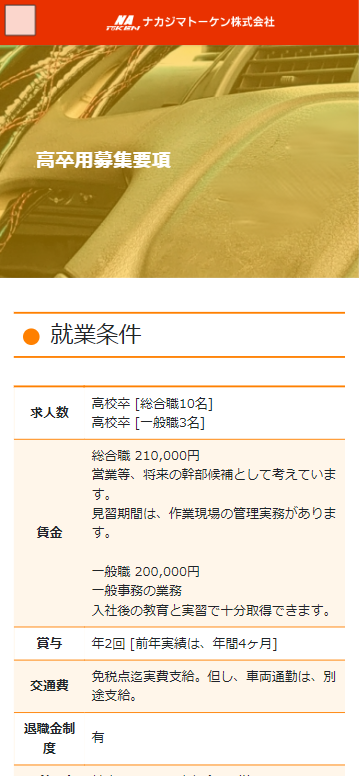 NA TOKEN ナカジマトーケン株式会社
高卒用募集要項
就業条件
求人数
高校卒 [総合職10名]
高校卒 [一般職3名]
賃金
総合職 210,000円
営業等、将来の幹部候補として考えていま
す。
見習期間は、作業現場の管理実務がありま
す。
一般職 200,000円
一般事務の業務
入社後の教育と実習で十分取得できます。
賞与
年2回 [前年実績は、年間4ヶ月]
交通費
免税点迄実費支給。但し、車両通勤は、別
途支給。
退職金制
度
有